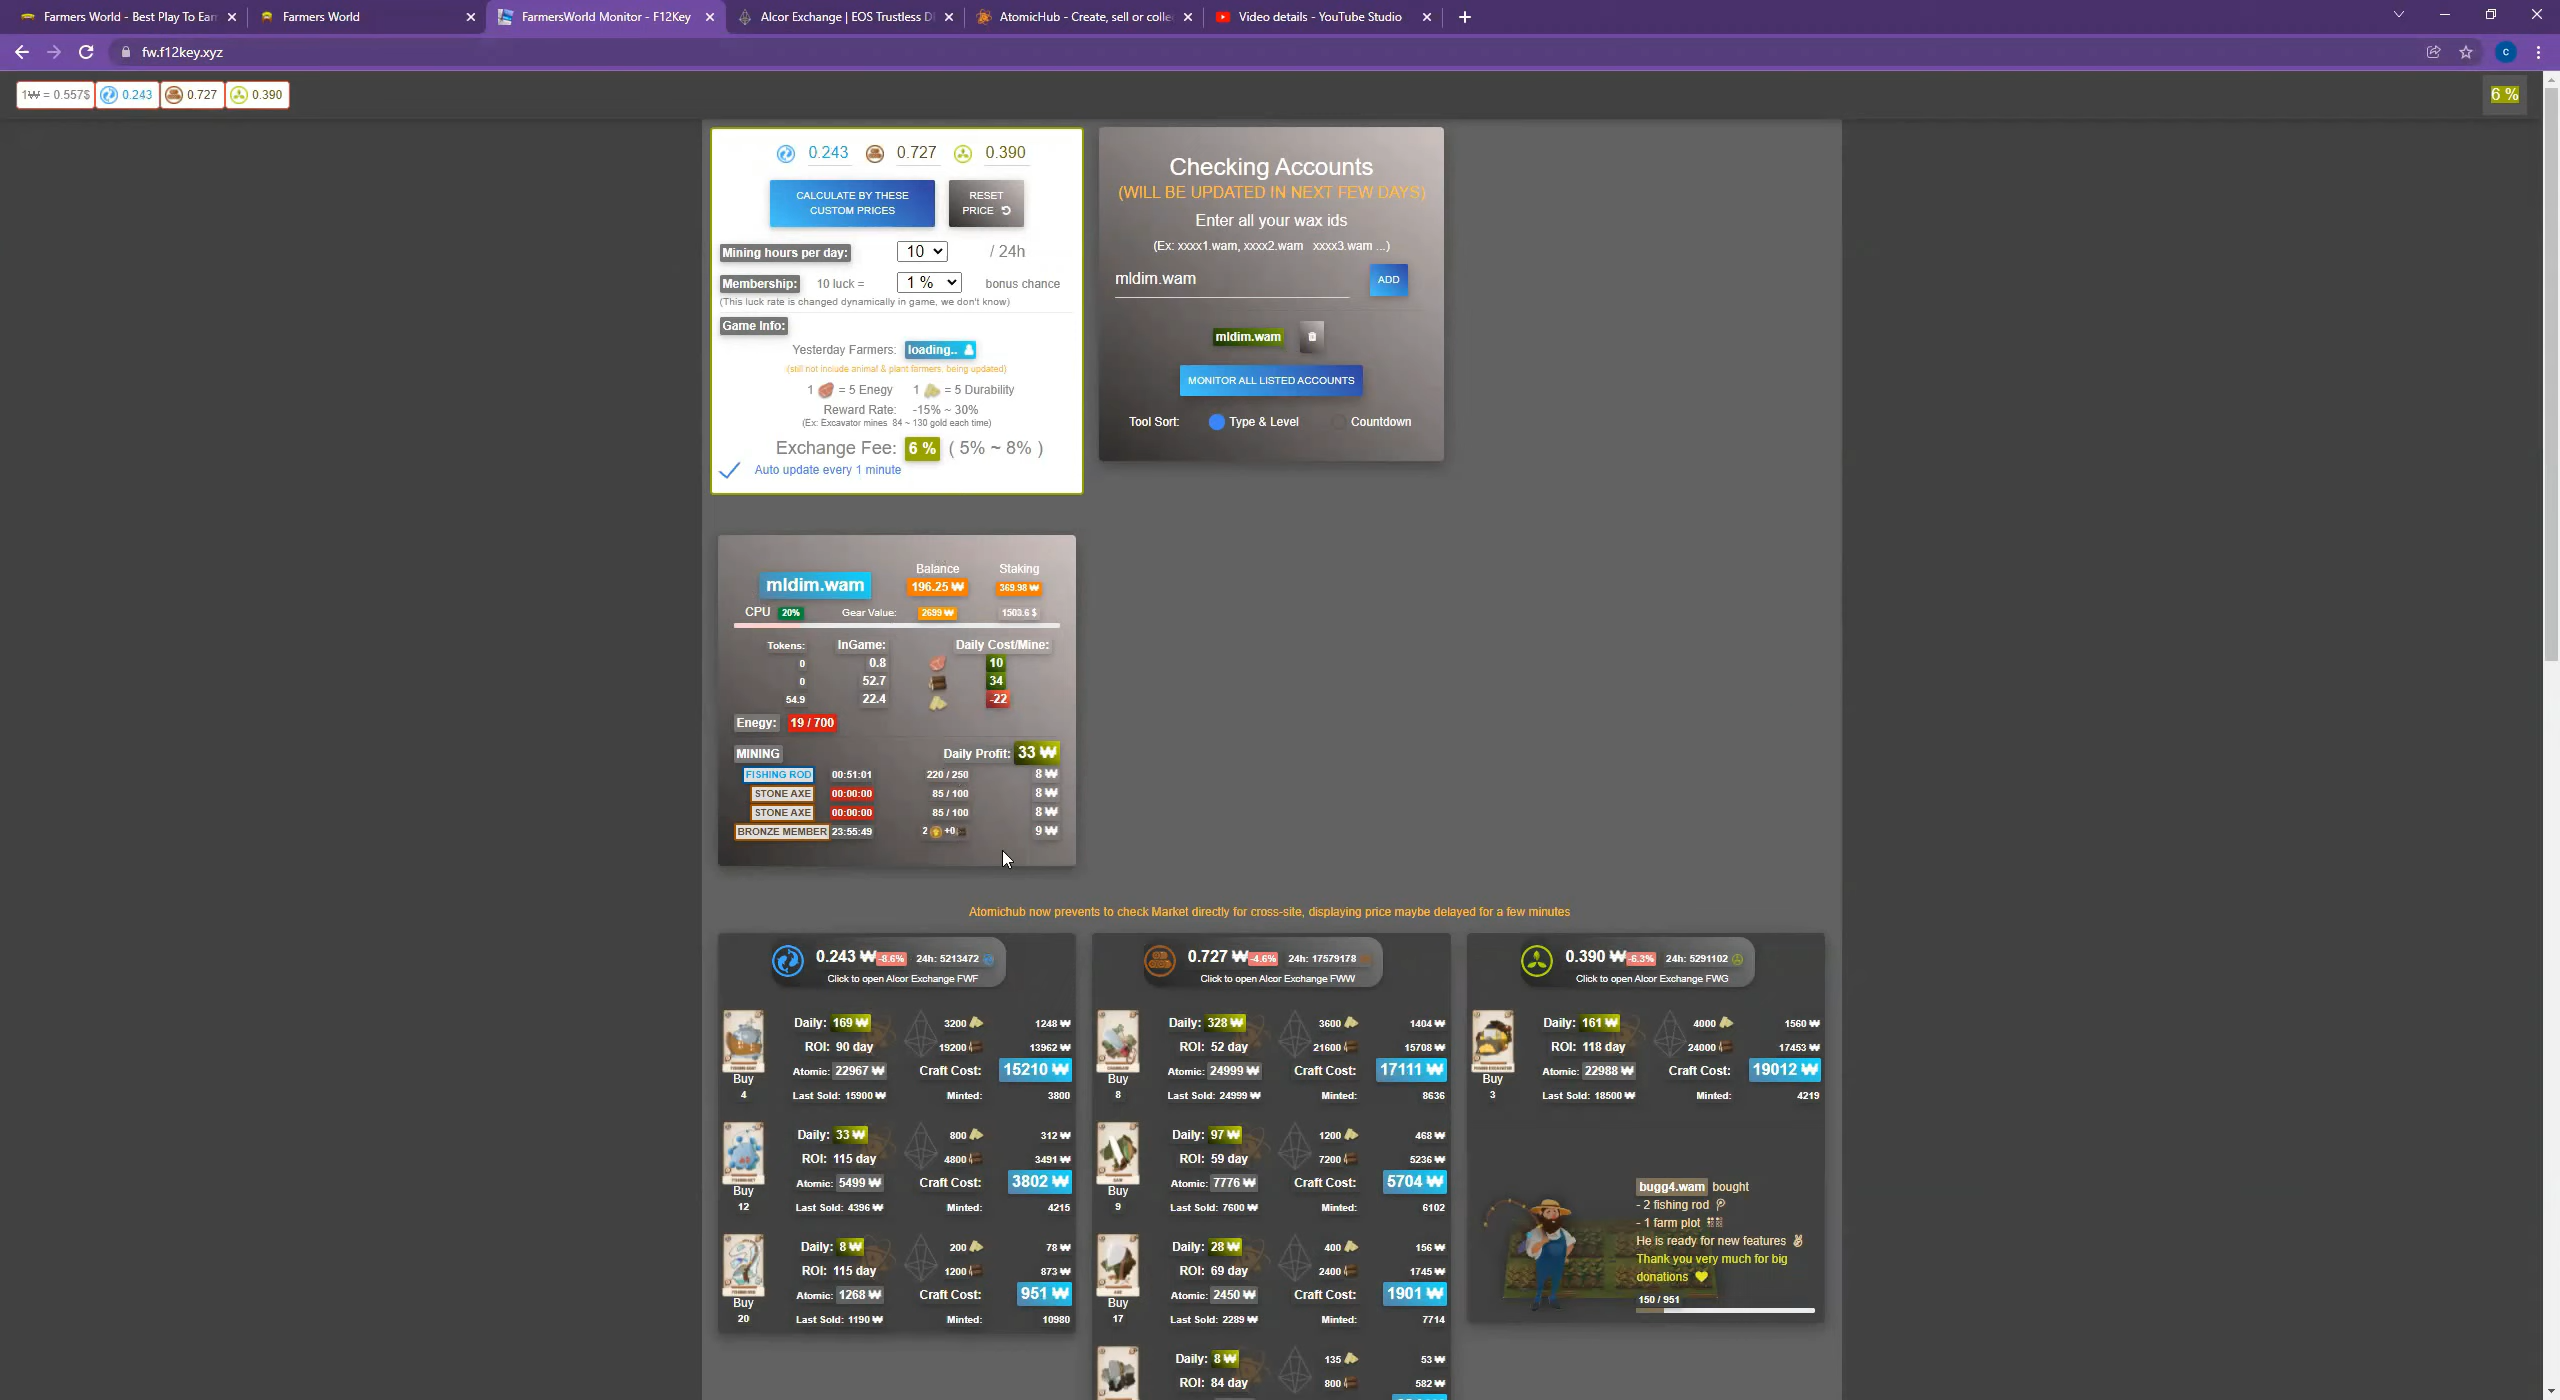 Farmers World - Best Play To Ear
Farmers World
FarmersWorld Monitor - F12Key
Alcor Exchange | EOS Trustless D
AtomicHub - Create, sell or colle
Video details - YouTube Studio
fw.f12key.xyz
1₩ = 0.557$ 0.243 0.727 0.390
6 %
0.243 0.727 0.390
CALCULATE BY THESE
CUSTOM PRICES
RESET
PRICE
Mining hours per day: 10 / 24h
Membership: 10 luck = 1 % bonus chance
(This luck rate is changed dynamically in game, we don't know)
Game Info:
Yesterday Farmers: loading..
(still not include animal & plant farmers. being updated)
1 = 5 Enegy 1 = 5 Durability
Reward Rate: -15% ~ 30%
(Ex: Excavator mines 84 ~ 130 gold each time)
Exchange Fee: 6 % ( 5% ~ 8% )
Auto update every 1 minute
Checking Accounts
(WILL BE UPDATED IN NEXT FEW DAYS)
Enter all your wax ids
(Ex: xxxx1.wam, xxxx2.wam xxxx3.wam ...)
mldim.wam ADD
mldim.wam
MONITOR ALL LISTED ACCOUNTS
Tool Sort: Type & Level Countdown
Balance Staking
mldim.wam 196.25 ₩ 369.98 ₩
CPU 20% Gear Value: 2699 ₩ 1503.6 $
Tokens: InGame: Daily Cost/Mine:
0 0.8 10
0 52.7 34
54.9 22.4 -22
Enegy: 19 / 700
MINING Daily Profit: 33 ₩
FISHING ROD 00:51:01 220 / 250 8 ₩
STONE AXE 00:00:00 85 / 100 8 ₩
STONE AXE 00:00:00 85 / 100 8 ₩
BRONZE MEMBER 23:55:49 2 +0 9 ₩
Atomichub now prevents to check Market directly for cross-site, displaying price maybe delayed for a few minutes
0.243 ₩ -8.6% 24h: 5213472
Click to open Alcor Exchange FWF
Daily: 169 ₩ 3200 1248 ₩
ROI: 90 day 19200 13962 ₩
Buy Atomic: 22967 ₩ Craft Cost: 15210 ₩
4 Last Sold: 15900 ₩ Minted: 3800
Daily: 33 ₩ 800 312 ₩
ROI: 115 day 4800 3491 ₩
Buy Atomic: 5499 ₩ Craft Cost: 3802 ₩
12 Last Sold: 4396 ₩ Minted: 4215
Daily: 8 ₩ 200 78 ₩
ROI: 115 day 1200 873 ₩
Buy Atomic: 1268 ₩ Craft Cost: 951 ₩
20 Last Sold: 1190 ₩ Minted: 10980
0.727 ₩ -4.6% 24h: 17579178
Click to open Alcor Exchange FWW
Daily: 328 ₩ 3600 1404 ₩
ROI: 52 day 21600 15708 ₩
Buy Atomic: 24999 ₩ Craft Cost: 17111 ₩
8 Last Sold: 24999 ₩ Minted: 8636
Daily: 97 ₩ 1200 468 ₩
ROI: 59 day 7200 5236 ₩
Buy Atomic: 7776 ₩ Craft Cost: 5704 ₩
9 Last Sold: 7600 ₩ Minted: 6102
Daily: 28 ₩ 400 156 ₩
ROI: 69 day 2400 1745 ₩
Buy Atomic: 2450 ₩ Craft Cost: 1901 ₩
17 Last Sold: 2289 ₩ Minted: 7714
Daily: 8 ₩ 135 53 ₩
ROI: 84 day 800 582 ₩
0.390 ₩ -6.3% 24h: 5291102
Click to open Alcor Exchange FWG
Daily: 161 ₩ 4000 1560 ₩
ROI: 118 day 24000 17453 ₩
Buy Atomic: 22988 ₩ Craft Cost: 19012 ₩
3 Last Sold: 18500 ₩ Minted: 4219
bugg4.wam bought
- 2 fishing rod
- 1 farm plot
He is ready for new features
Thank you very much for big
donations
150 / 951